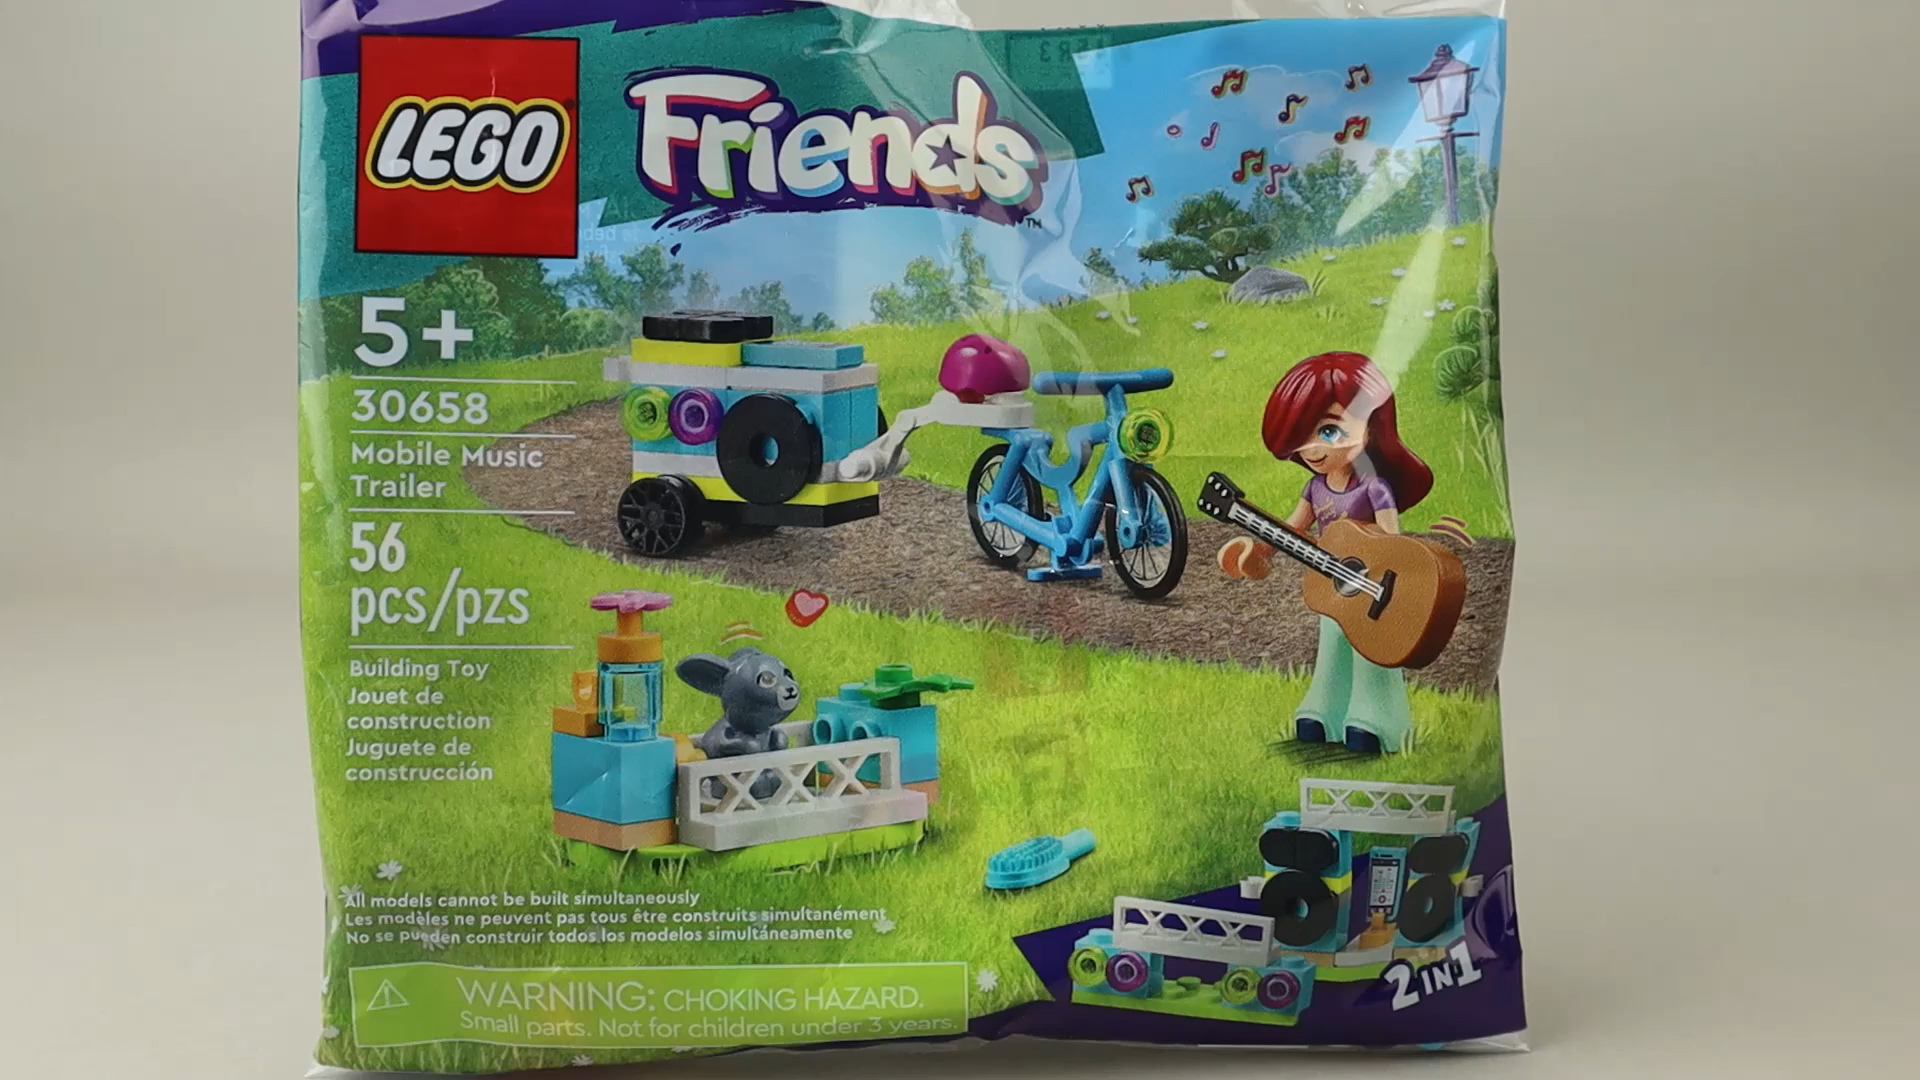 LEGO
Friends™
5+
30658
Mobile Music
Trailer
56
pcs/pzs
Building Toy
Jouet de
construction
Juguete de
construcción
All models cannot be built simultaneously
Les modèles ne peuvent pas tous être construits simultanément
No se pueden construir todos los modelos simultáneamente
WARNING: CHOKING HAZARD.
Small parts. Not for children under 3 years.
2 IN 1